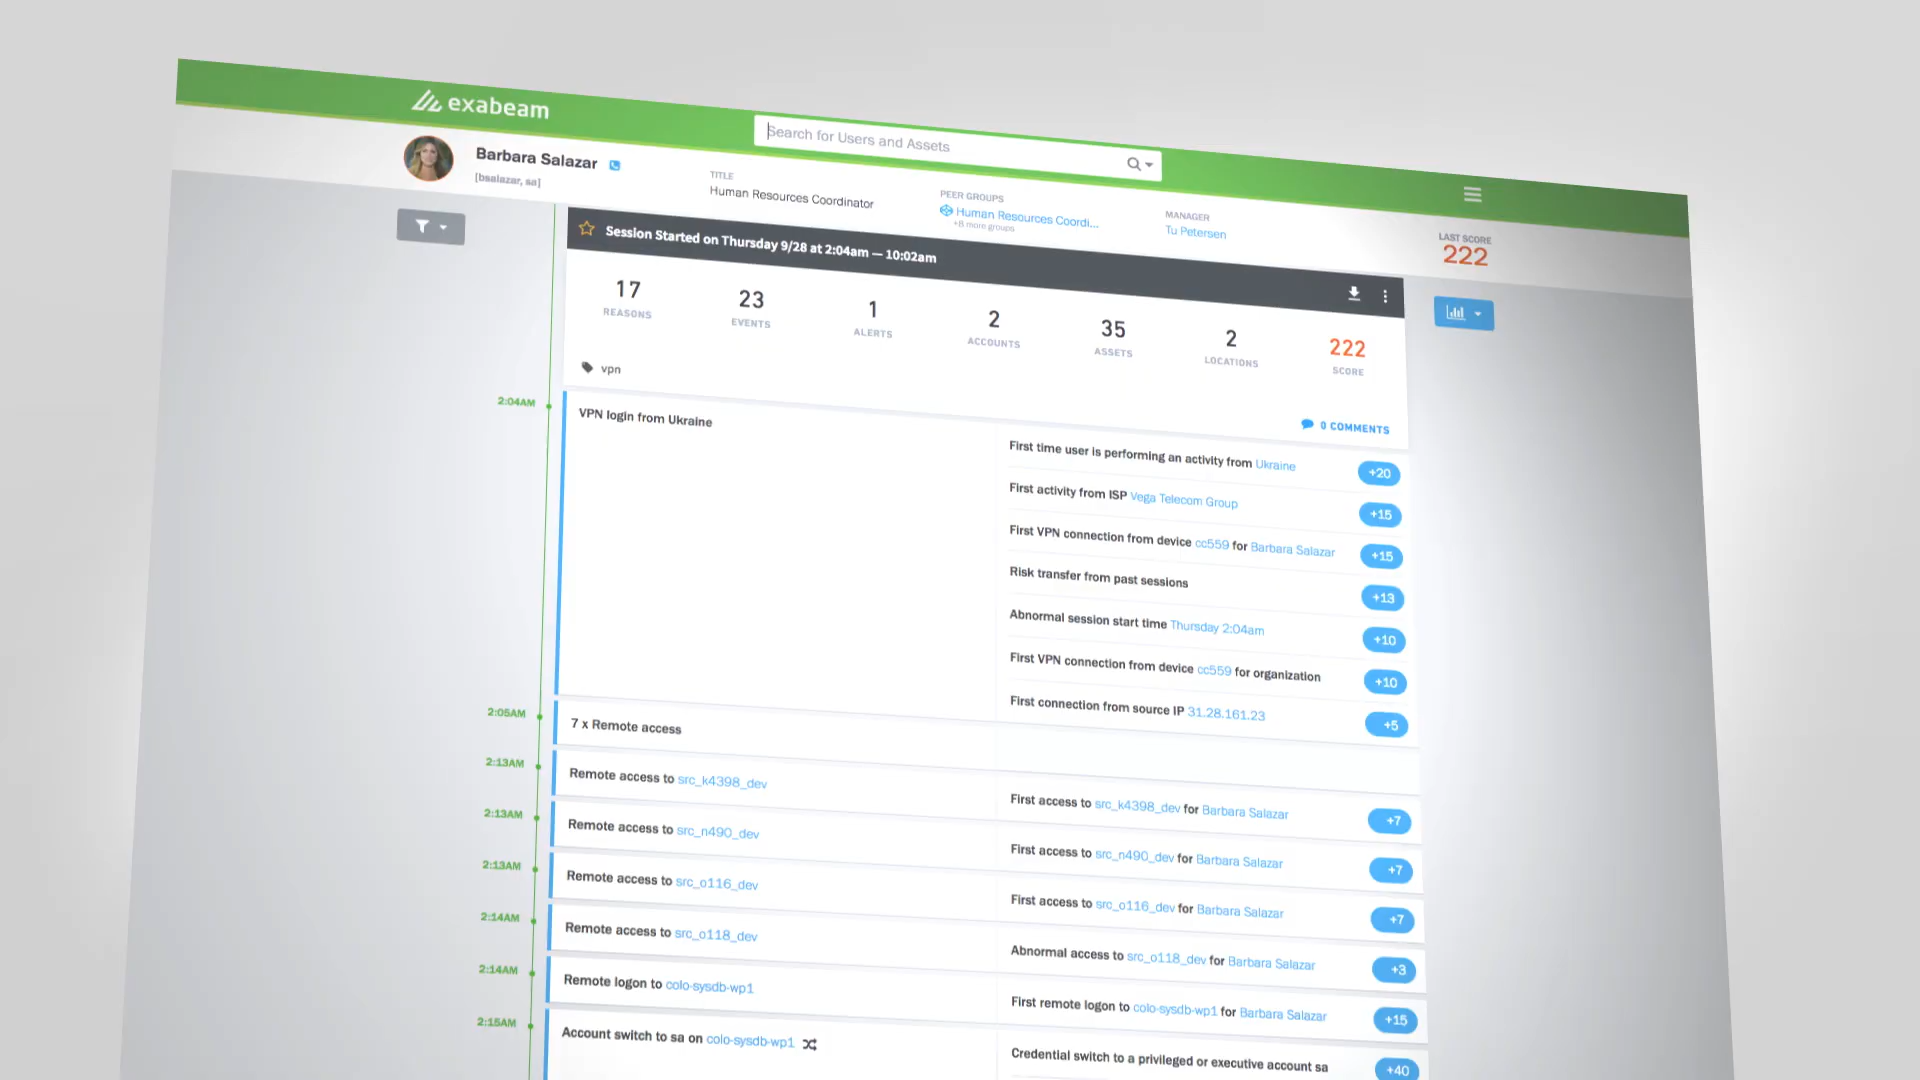 exabeam
Search for Users and Assets
Barbara Salazar
[bsalazar, sa]
TITLE
Human Resources Coordinator
PEER GROUPS
Human Resources Coordi...
+8 more groups
MANAGER
Tu Petersen
LAST SCORE
222
Session Started on Thursday 9/28 at 2:04am — 10:02am
17
REASONS
23
EVENTS
1
ALERTS
2
ACCOUNTS
35
ASSETS
2
LOCATIONS
222
SCORE
vpn
0 COMMENTS
2:04AM
VPN login from Ukraine
First time user is performing an activity from Ukraine +20
First activity from ISP Vega Telecom Group +15
First VPN connection from device cc559 for Barbara Salazar +15
Risk transfer from past sessions +13
Abnormal session start time Thursday 2:04am +10
First VPN connection from device cc559 for organization +10
First connection from source IP 31.28.161.23 +5
2:05AM
7 x Remote access
2:13AM
Remote access to src_k4398_dev
First access to src_k4398_dev for Barbara Salazar +7
2:13AM
Remote access to src_n490_dev
First access to src_n490_dev for Barbara Salazar +7
2:13AM
Remote access to src_o116_dev
First access to src_o116_dev for Barbara Salazar +7
2:14AM
Remote access to src_o118_dev
Abnormal access to src_o118_dev for Barbara Salazar +3
2:14AM
Remote logon to colo-sysdb-wp1
First remote logon to colo-sysdb-wp1 for Barbara Salazar +15
2:15AM
Account switch to sa on colo-sysdb-wp1
Credential switch to a privileged or executive account sa +40